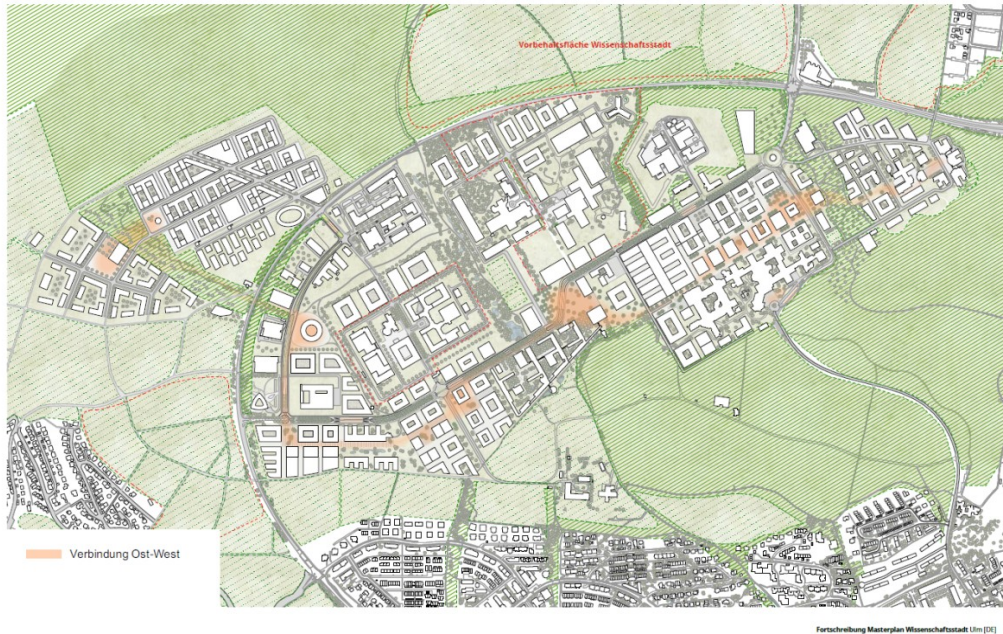 Vorbehaltsfläche Wissenschaftsstadt
Verbindung Ost-West
Fortschreibung Masterplan Wissenschaftsstadt Ulm [DE]